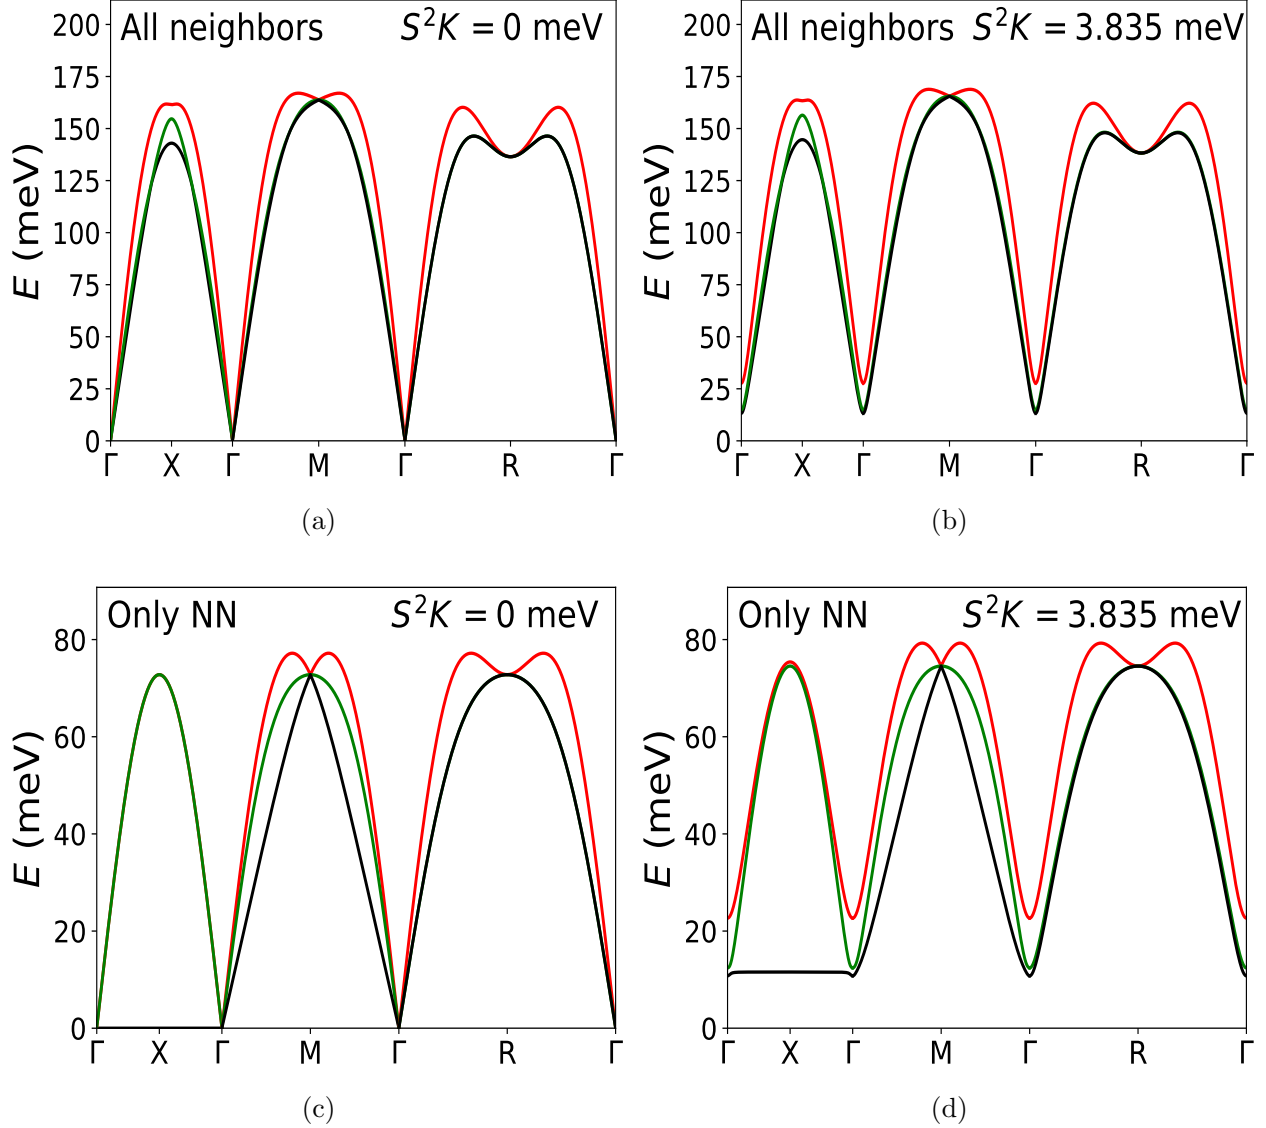 All neighbors S²K = 0 meV
200
175
150
125
100
75
50
25
0
E (meV)
Γ X Γ M Γ R Γ
(a)
All neighbors S²K = 3.835 meV
200
175
150
125
100
75
50
25
0
E (meV)
Γ X Γ M Γ R Γ
(b)
Only NN S²K = 0 meV
80
60
40
20
0
E (meV)
Γ X Γ M Γ R Γ
(c)
Only NN S²K = 3.835 meV
80
60
40
20
0
E (meV)
Γ X Γ M Γ R Γ
(d)